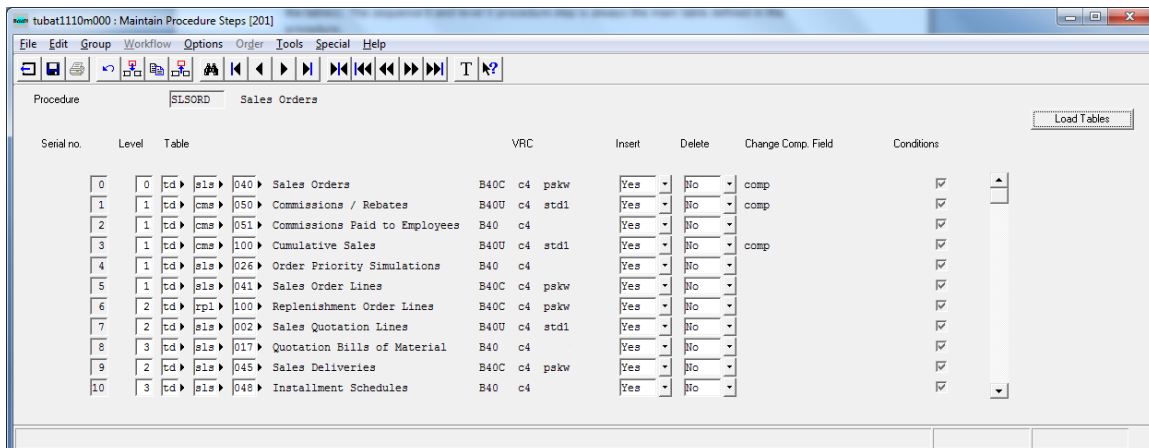 tubat1110m000 : Maintain Procedure Steps [201]
File Edit Group Workflow Options Order Tools Special Help
T
Procedure SLSORD Sales Orders
Load Tables
Serial no. Level Table VRC Insert Delete Change Comp. Field Conditions
0 0 td sls 040 Sales Orders B40C c4 pskw Yes No comp
1 1 td cms 050 Commissions / Rebates B40U c4 std1 Yes No comp
2 1 td cms 051 Commissions Paid to Employees B40 c4 Yes No
3 1 td cms 100 Cumulative Sales B40U c4 std1 Yes No comp
4 1 td sls 026 Order Priority Simulations B40 c4 Yes No
5 1 td sls 041 Sales Order Lines B40C c4 pskw Yes No
6 2 td rpl 100 Replenishment Order Lines B40C c4 pskw Yes No
7 2 td sls 002 Sales Quotation Lines B40U c4 std1 Yes No
8 3 td sls 017 Quotation Bills of Material B40 c4 Yes No
9 2 td sls 045 Sales Deliveries B40C c4 pskw Yes No
10 3 td sls 048 Installment Schedules B40 c4 Yes No